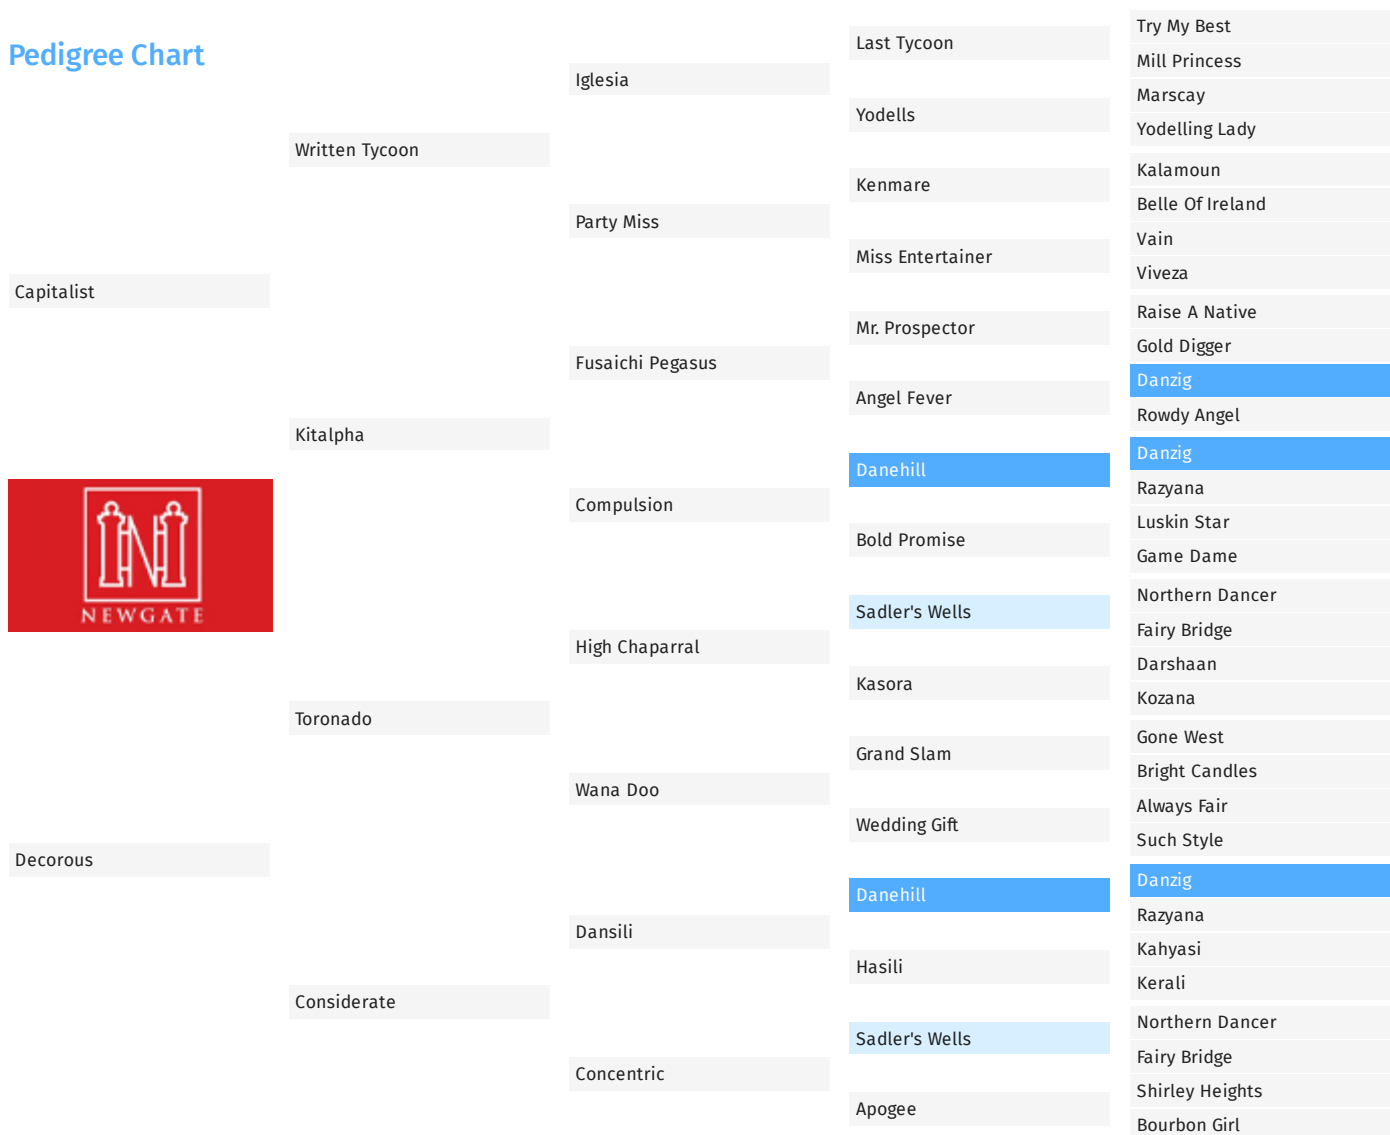 Pedigree Chart
Capitalist
NEWGATE
Decorous
Written Tycoon
Kitalpha
Toronado
Considerate
Iglesia
Party Miss
Fusaichi Pegasus
Compulsion
High Chaparral
Wana Doo
Dansili
Concentric
Last Tycoon
Yodells
Kenmare
Miss Entertainer
Mr. Prospector
Angel Fever
Danehill
Bold Promise
Sadler's Wells
Kasora
Grand Slam
Wedding Gift
Danehill
Hasili
Sadler's Wells
Apogee
Try My Best
Mill Princess
Marscay
Yodelling Lady
Kalamoun
Belle Of Ireland
Vain
Viveza
Raise A Native
Gold Digger
Danzig
Rowdy Angel
Danzig
Razyana
Luskin Star
Game Dame
Northern Dancer
Fairy Bridge
Darshaan
Kozana
Gone West
Bright Candles
Always Fair
Such Style
Danzig
Razyana
Kahyasi
Kerali
Northern Dancer
Fairy Bridge
Shirley Heights
Bourbon Girl